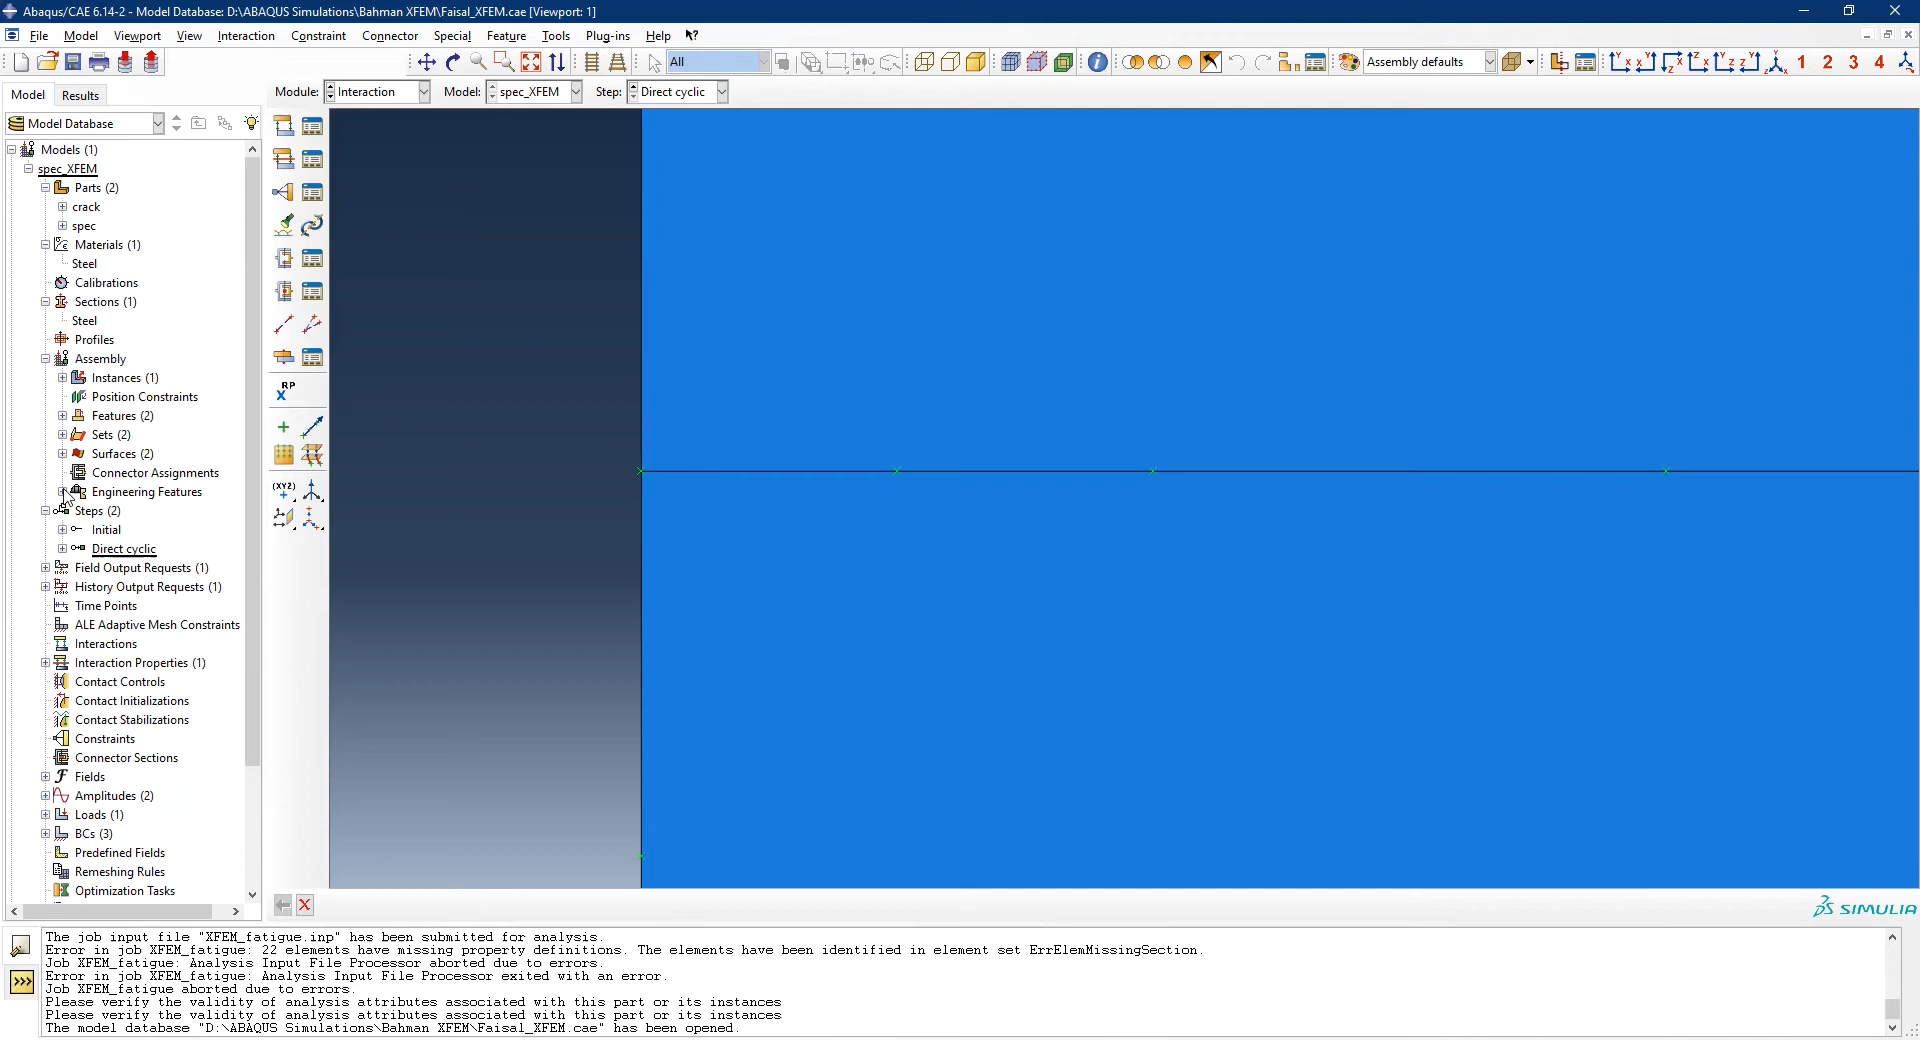 Abaqus/CAE 6.14-2 - Model Database: D:\ABAQUS Simulations\Bahman XFEM\Faisal_XFEM.cae [Viewport: 1]
File Model Viewport View Interaction Constraint Connector Special Feature Tools Plug-ins Help
All
Assembly defaults
1 2 3 4
Model Results
Module: Interaction Model: spec_XFEM Step: Direct cyclic
Model Database
Models (1)
spec_XFEM
Parts (2)
crack
spec
Materials (1)
Steel
Calibrations
Sections (1)
Steel
Profiles
Assembly
Instances (1)
Position Constraints
Features (2)
Sets (2)
Surfaces (2)
Connector Assignments
Engineering Features
Steps (2)
Initial
Direct cyclic
Field Output Requests (1)
History Output Requests (1)
Time Points
ALE Adaptive Mesh Constraints
Interactions
Interaction Properties (1)
Contact Controls
Contact Initializations
Contact Stabilizations
Constraints
Connector Sections
Fields
Amplitudes (2)
Loads (1)
BCs (3)
Predefined Fields
Remeshing Rules
Optimization Tasks
RP
(XYZ)
SIMULIA
The job input file "XFEM_fatigue.inp" has been submitted for analysis.
Error in job XFEM_fatigue: 22 elements have missing property definitions. The elements have been identified in element set ErrElemMissingSection.
Job XFEM_fatigue: Analysis Input File Processor aborted due to errors.
Error in job XFEM_fatigue: Analysis Input File Processor exited with an error.
Job XFEM_fatigue aborted due to errors.
Please verify the validity of analysis attributes associated with this part or its instances
Please verify the validity of analysis attributes associated with this part or its instances
The model database "D:\ABAQUS Simulations\Bahman XFEM\Faisal_XFEM.cae" has been opened.